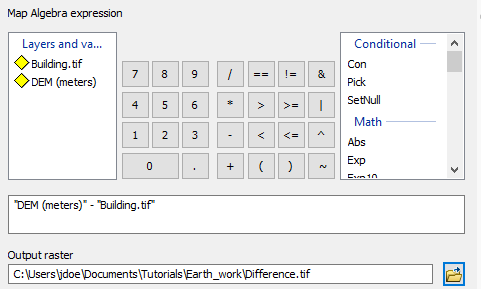 Map Algebra expression
Layers and va...
Building.tif
DEM (meters)
7 8 9 / == != &
4 5 6 * > >= |
1 2 3 - < <= ^
0 . + ( ) ~
Conditional
Con
Pick
SetNull
Math
Abs
Exp
Exp10
"DEM (meters)" - "Building.tif"
Output raster
C:\Users\jdoe\Documents\Tutorials\Earth_work\Difference.tif